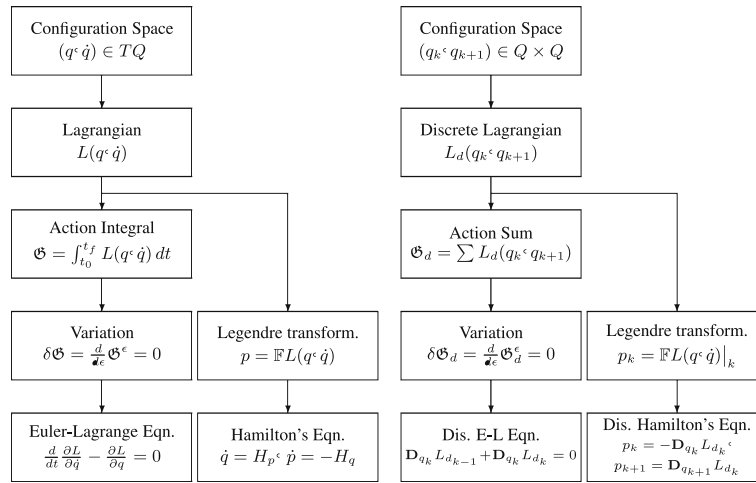 Configuration Space
(q˓ q̇) ∈ TQ
Lagrangian
L(q˓ q̇)
Action Integral
𝔊 = ∫_{t_0}^{t_f} L(q˓ q̇) dt
Variation
δ𝔊 = d/dϵ 𝔊^ϵ = 0
Euler-Lagrange Eqn.
d/dt ∂L/∂q̇ − ∂L/∂q = 0
Legendre transform.
p = 𝔽L(q˓ q̇)
Hamilton's Eqn.
q̇ = H_p˓ ṗ = −H_q
Configuration Space
(q_k˓ q_{k+1}) ∈ Q × Q
Discrete Lagrangian
L_d(q_k˓ q_{k+1})
Action Sum
𝔊_d = ∑ L_d(q_k˓ q_{k+1})
Variation
δ𝔊_d = d/dϵ 𝔊_d^ϵ = 0
Dis. E-L Eqn.
𝐃_{q_k} L_{d_{k−1}} + 𝐃_{q_k} L_{d_k} = 0
Legendre transform.
p_k = 𝔽L(q˓ q̇)|_k
Dis. Hamilton's Eqn.
p_k = −𝐃_{q_k} L_{d_k}˓
p_{k+1} = 𝐃_{q_{k+1}} L_{d_k}